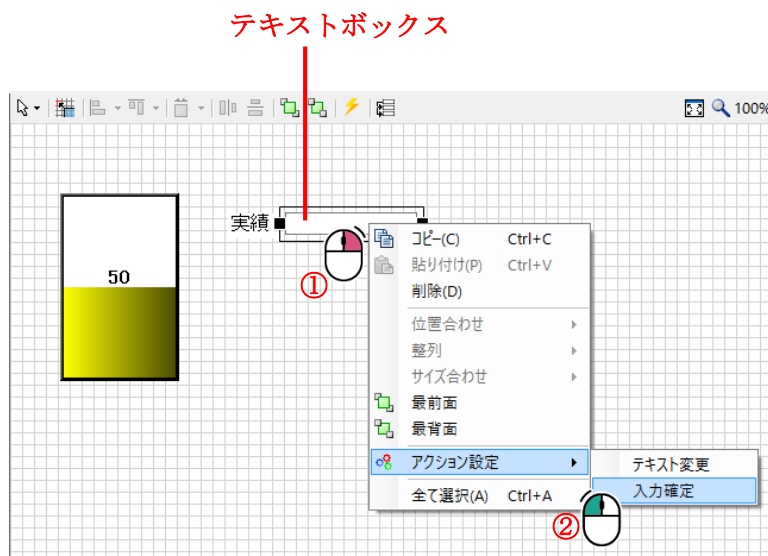 テキストボックス
100%
実績
50
①
コピー(C) Ctrl+C
貼り付け(P) Ctrl+V
削除(D)
位置合わせ
整列
サイズ合わせ
最前面
最背面
アクション設定
テキスト変更
入力確定
全て選択(A) Ctrl+A
②